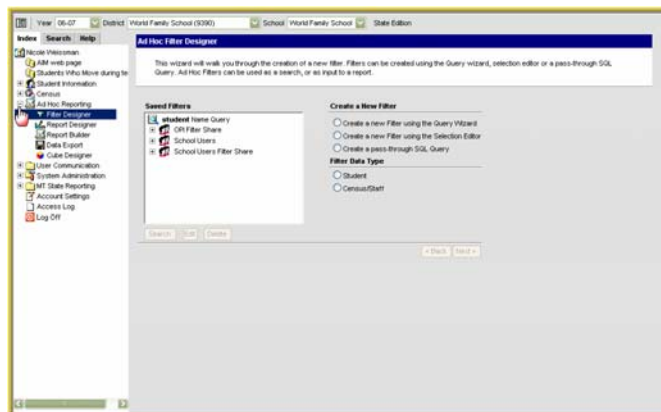 Year 06-07 District World Family School (9390) School World Family School State Edition
Index Search Help
Nicole Weissman
AIM web page
Students Who Move during te
Student Information
Census
Ad Hoc Reporting
Filter Designer
Report Designer
Report Builder
Data Export
Cube Designer
User Communication
System Administration
MT State Reporting
Account Settings
Access Log
Log Off
Ad Hoc Filter Designer
This wizard will walk you through the creation of a new filter. Filters can be created using the Query wizard, selection editor or a pass-through SQL
Query. Ad Hoc Filters can be used as a search, or as input to a report.
Saved Filters
student Name Query
OPI Filter Share
School Users
School Users Filter Share
Search Edit Delete
Create a New Filter
Create a new Filter using the Query Wizard
Create a new Filter using the Selection Editor
Create a pass-through SQL Query
Filter Data Type
Student
Census/Staff
< Back Next >